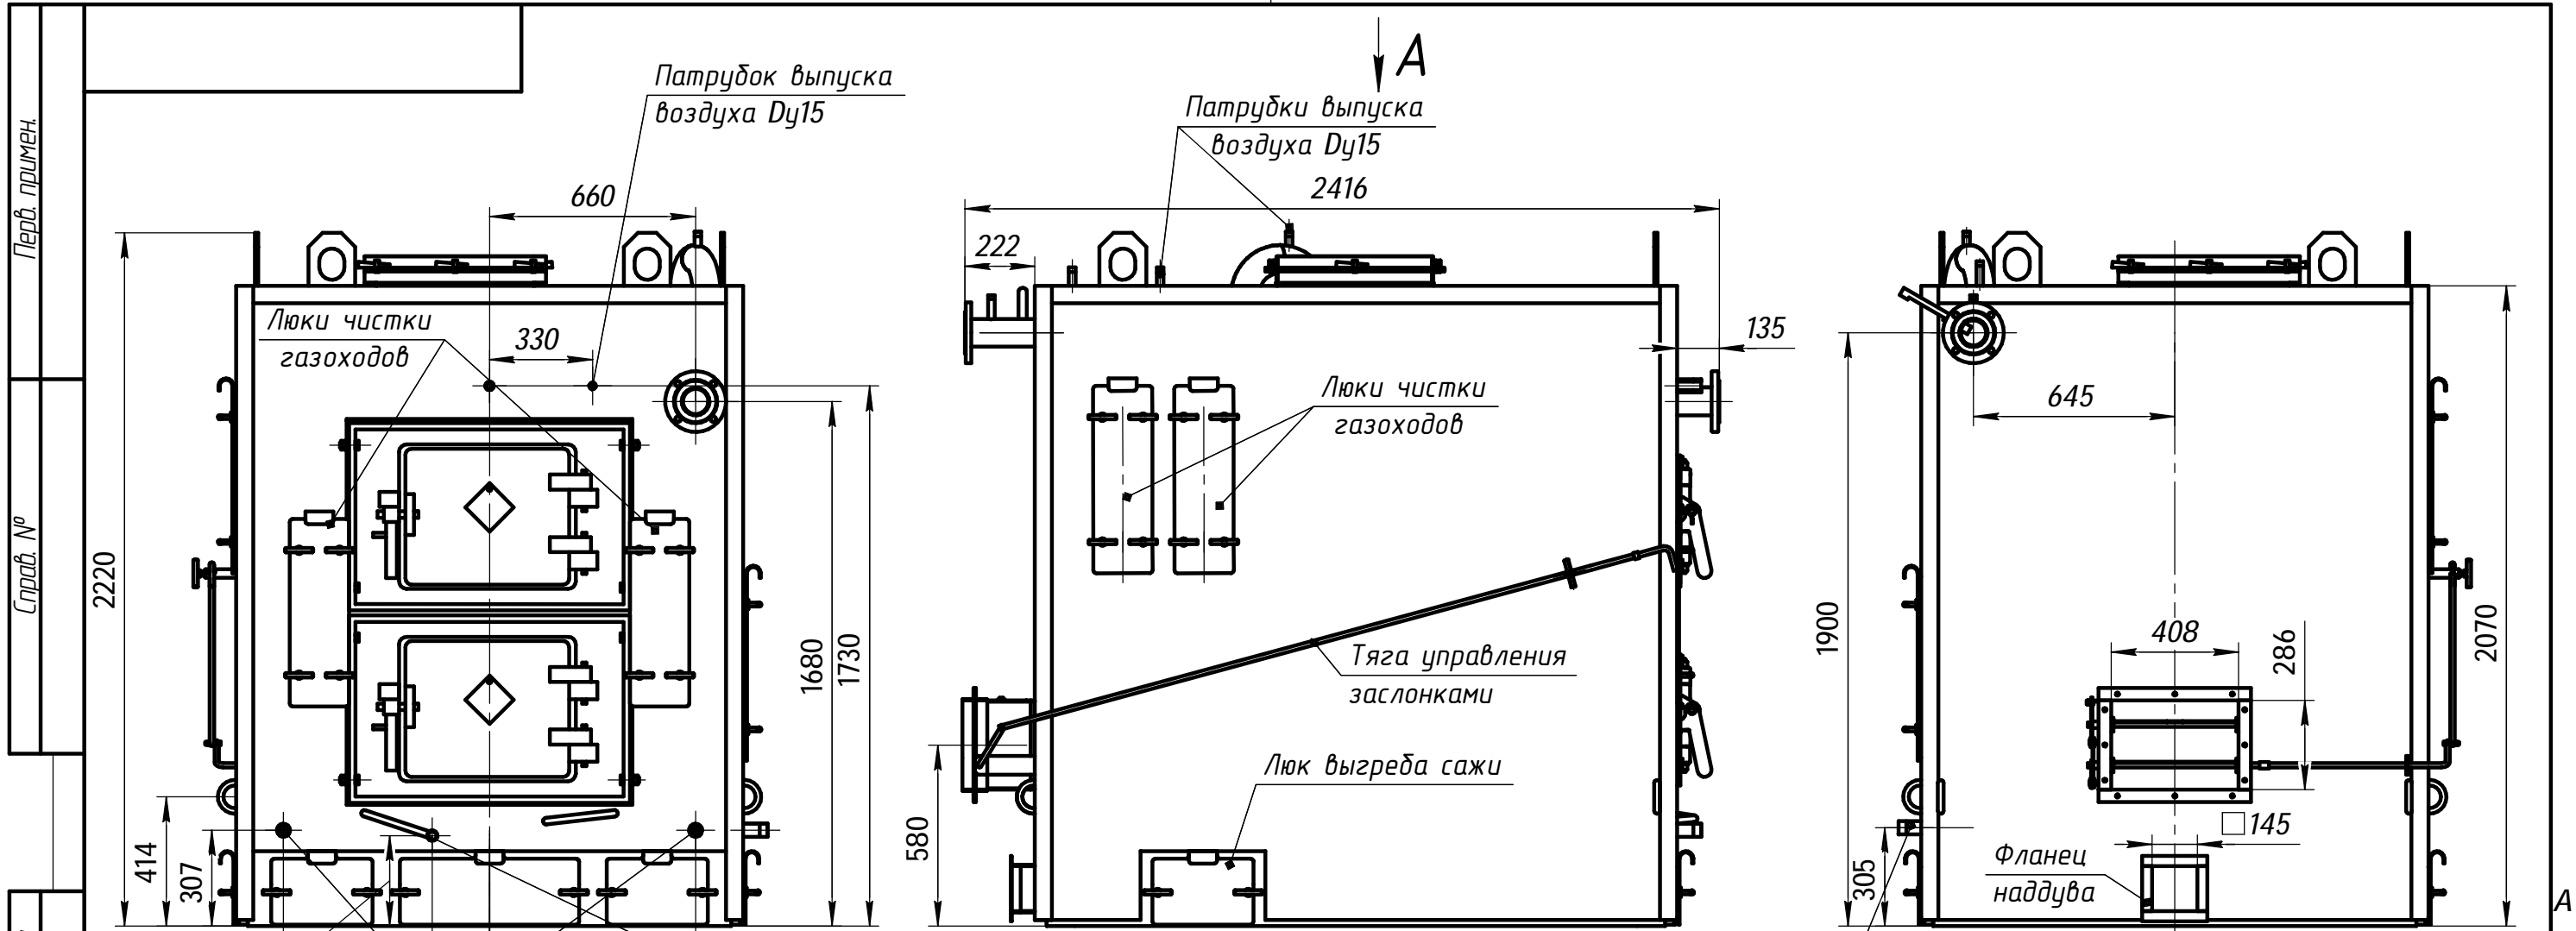 Перв. примен.
Справ. №
Патрубок выпуска
воздуха Dy15
660
Люки чистки
газоходов
330
2220
1680
1730
414
307
А
Патрубки выпуска
воздуха Dy15
2416
222
135
Люки чистки
газоходов
Тяга управления
заслонками
Люк выгреба сажи
580
645
1900
408
286
2070
□145
Фланец
наддува
305
А